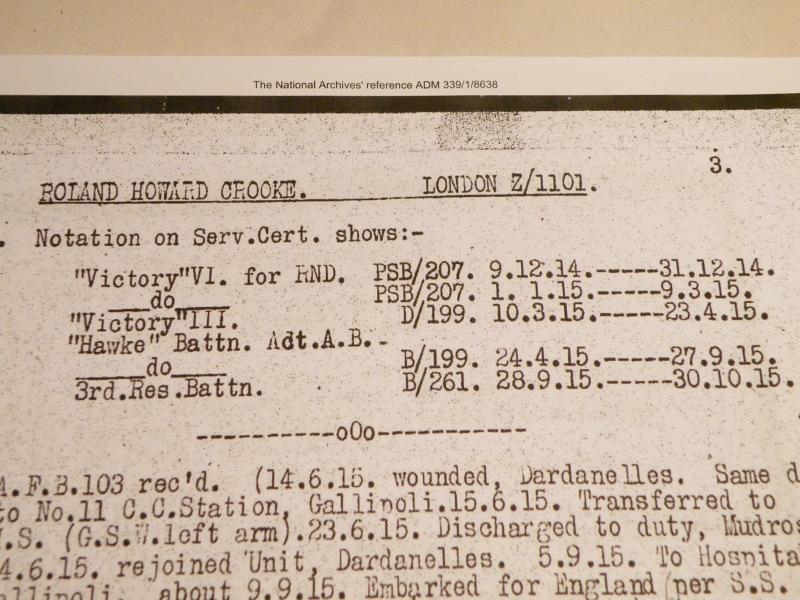 The National Archives' reference ADM 339/1/8638
3.
ROLAND HOWARD CROOKE. LONDON Z/1101.
. Notation on Serv.Cert. shows:-
"Victory"VI. for RND. PSB/207. 9.12.14.-----31.12.14.
____do____ PSB/207. 1. 1.15.-----9.3.15.
"Victory"III. D/199. 10.3.15.-----23.4.15.
"Hawke" Battn. Adt.A.B.-
____do____ B/199. 24.4.15.-----27.9.15.
3rd.Res.Battn. B/261. 28.9.15.-----30.10.15.
----------oOo-----------
A.F.B.103 rec'd. (14.6.15. wounded, Dardanelles. Same d
to No.11 C.C.Station, Gallipoli.15.6.15. Transferred to
.S. (G.S.W.left arm).23.6.15. Discharged to duty, Mudros
4.6.15. rejoined Unit, Dardanelles. 5.9.15. To Hospita
allipoli. about 9.9.15. Embarked for England per S.S.